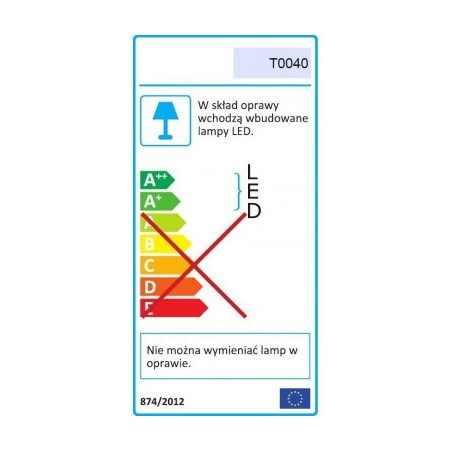 T0040
W skład oprawy
wchodzą wbudowane
lampy LED.
A++
A+
A
B
C
D
E
L
E
D
Nie można wymieniać lamp w
oprawie.
874/2012